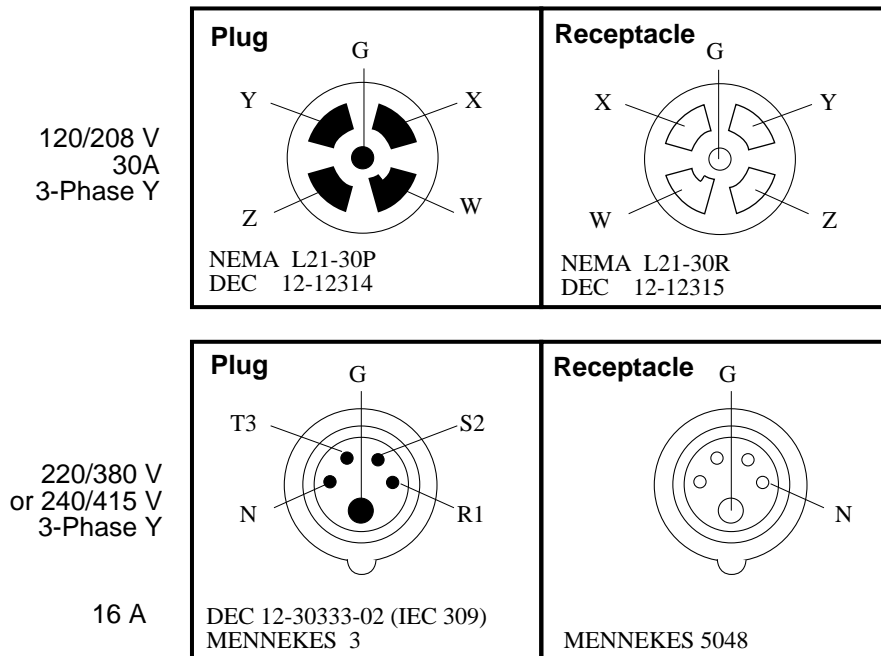 120/208 V
30A
3-Phase Y
Plug
G
Y
X
Z
W
NEMA L21-30P
DEC 12-12314
Receptacle
G
X
Y
W
Z
NEMA L21-30R
DEC 12-12315
220/380 V
or 240/415 V
3-Phase Y
16 A
Plug
G
T3
S2
N
R1
DEC 12-30333-02 (IEC 309)
MENNEKES 3
Receptacle
G
N
MENNEKES 5048